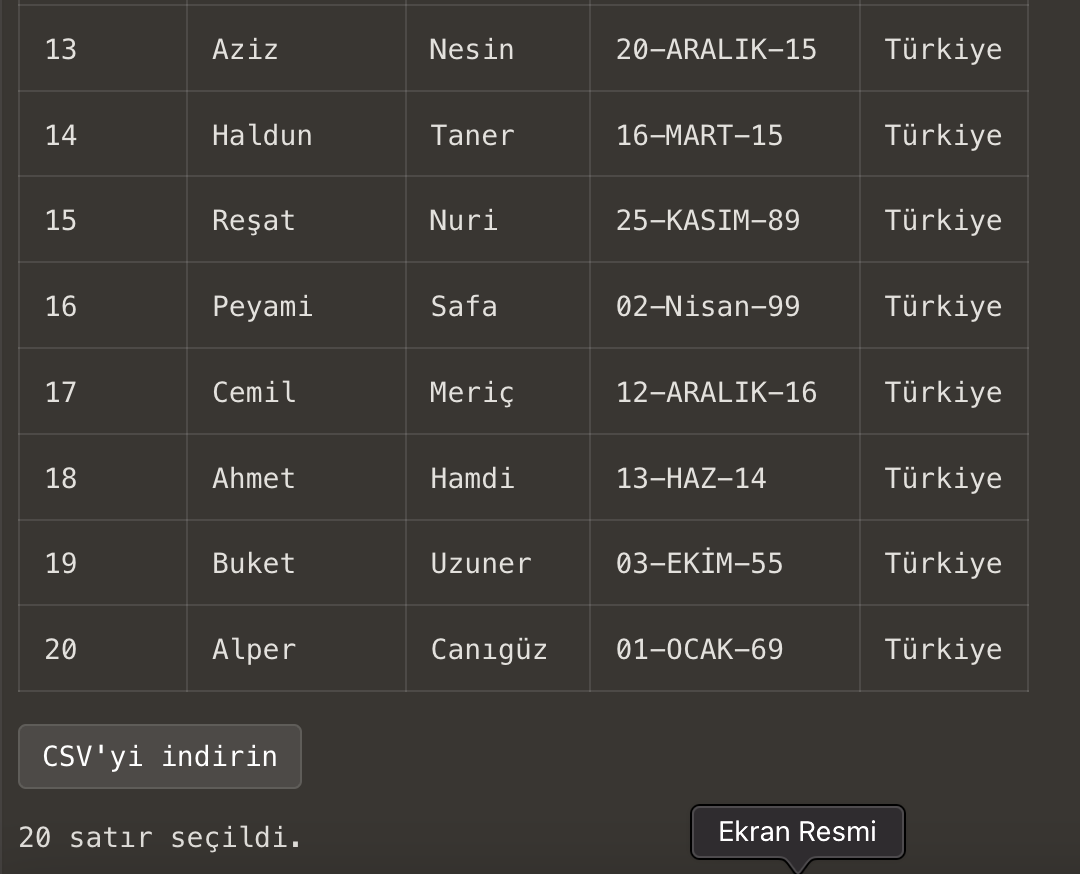 13 Aziz Nesin 20-ARALIK-15 Türkiye
14 Haldun Taner 16-MART-15 Türkiye
15 Reşat Nuri 25-KASIM-89 Türkiye
16 Peyami Safa 02-Nisan-99 Türkiye
17 Cemil Meriç 12-ARALIK-16 Türkiye
18 Ahmet Hamdi 13-HAZ-14 Türkiye
19 Buket Uzuner 03-EKİM-55 Türkiye
20 Alper Canıgüz 01-OCAK-69 Türkiye
CSV'yi indirin
20 satır seçildi.
Ekran Resmi